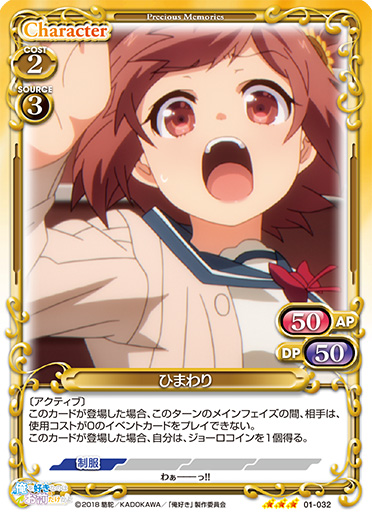 Precious Memories
Character
COST
2
SOURCE
3
50 AP
DP 50
ひまわり
〔アクティブ〕
このカードが登場した場合、このターンのメインフェイズの間、相手は、
使用コストが0のイベントカードをプレイできない。
このカードが登場した場合、自分は、ジョーロコインを1個得る。
制服
わぁ――っ!!
©2018 駱駝/KADOKAWA/「俺好き」製作委員会
01-032